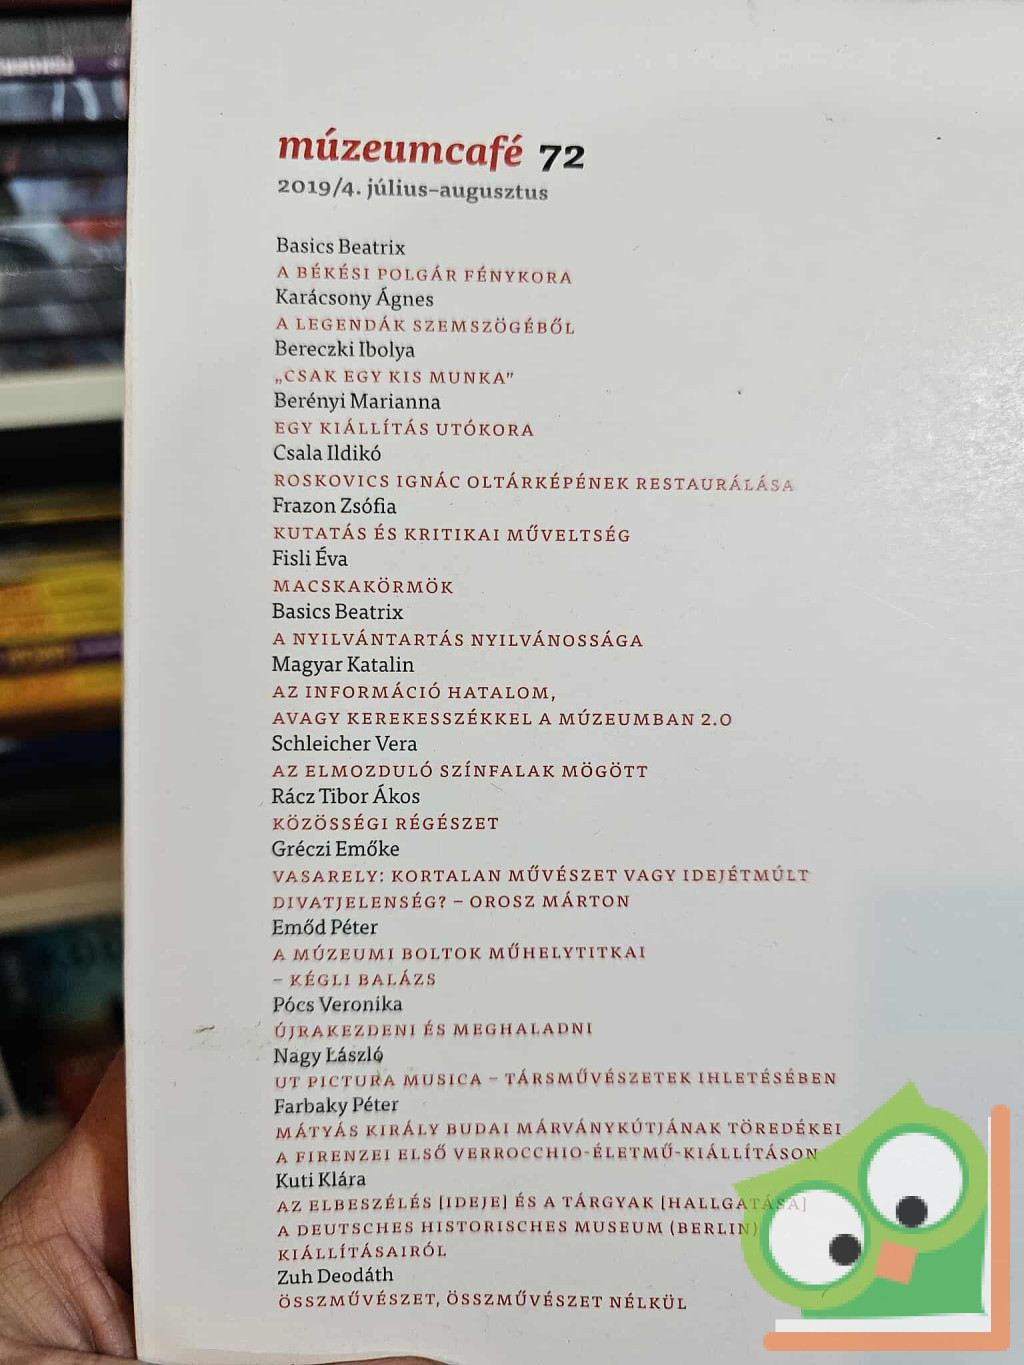 múzeumcafé 72
2019/4. július–augusztus
Basics Beatrix
A BÉKÉSI POLGÁR FÉNYKORA
Karácsony Ágnes
A LEGENDÁK SZEMSZÖGÉBŐL
Bereczki Ibolya
„CSAK EGY KIS MUNKA”
Berényi Marianna
EGY KIÁLLÍTÁS UTÓKORA
Csala Ildikó
ROSKOVICS IGNÁC OLTÁRKÉPÉNEK RESTAURÁLÁSA
Frazon Zsófia
KUTATÁS ÉS KRITIKAI MŰVELTSÉG
Fisli Éva
MACSKAKÖRMÖK
Basics Beatrix
A NYILVÁNTARTÁS NYILVÁNOSSÁGA
Magyar Katalin
AZ INFORMÁCIÓ HATALOM,
AVAGY KEREKESSZÉKKEL A MÚZEUMBAN 2.0
Schleicher Vera
AZ ELMOZDULÓ SZÍNFALAK MÖGÖTT
Rácz Tibor Ákos
KÖZÖSSÉGI RÉGÉSZET
Gréczi Emőke
VASARELY: KORTALAN MŰVÉSZET VAGY IDEJÉTMÚLT
DIVATJELENSÉG? – OROSZ MÁRTON
Emőd Péter
A MÚZEUMI BOLTOK MŰHELYTITKAI
– KÉGLI BALÁZS
Pócs Veronika
ÚJRAKEZDENI ÉS MEGHALADNI
Nagy László
UT PICTURA MUSICA – TÁRSMŰVÉSZETEK IHLETÉSÉBEN
Farbaky Péter
MÁTYÁS KIRÁLY BUDAI MÁRVÁNYKÚTJÁNAK TÖREDÉKEI
A FIRENZEI ELSŐ VERROCCHIO-ÉLETMŰ-KIÁLLÍTÁSON
Kuti Klára
AZ ELBESZÉLÉS [IDEJE] ÉS A TÁRGYAK [HALLGATÁSA]
A DEUTSCHES HISTORISCHES MUSEUM (BERLIN)
KIÁLLÍTÁSAIRÓL
Zuh Deodáth
ÖSSZMŰVÉSZET, ÖSSZMŰVÉSZET NÉLKÜL